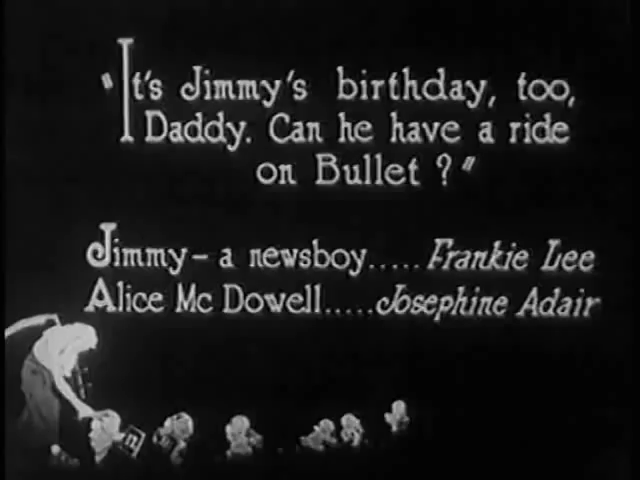 "It's Jimmy's birthday, too,
Daddy. Can he have a ride
on Bullet?"
Jimmy – a newsboy.....Frankie Lee
Alice Mc Dowell.....Josephine Adair